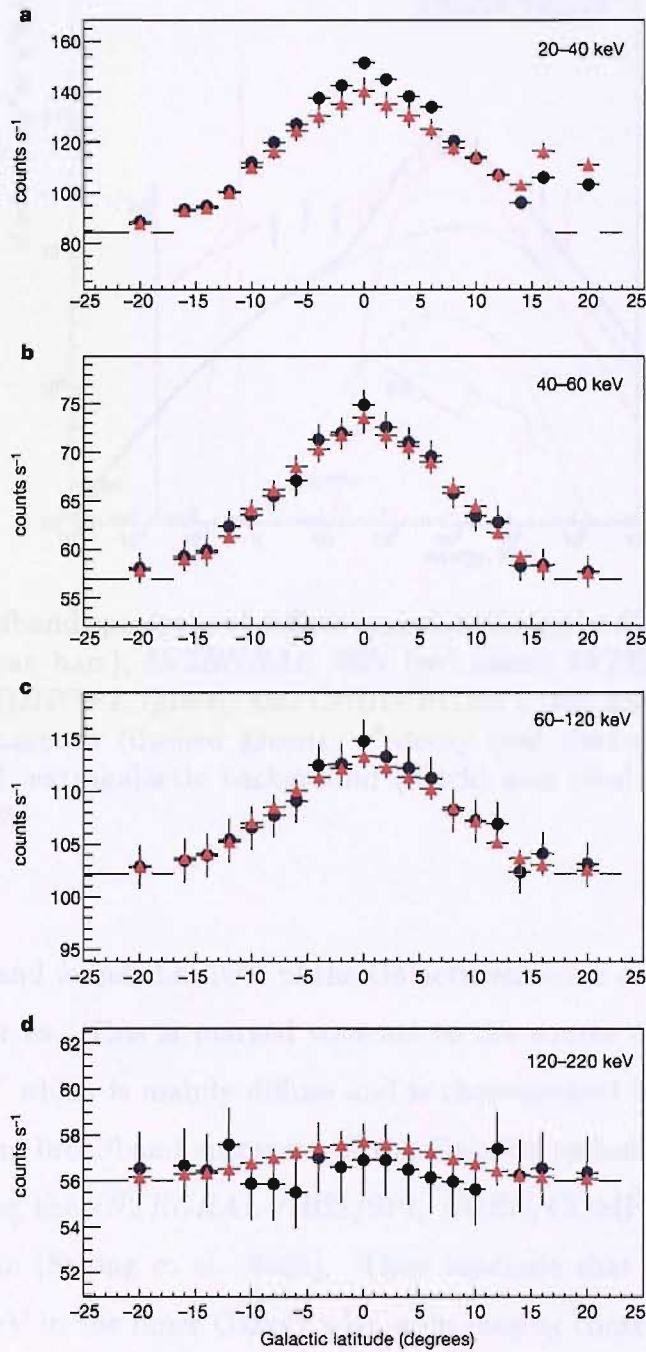 a
20–40 keV
160
140
120
100
80
counts s⁻¹
-25 -20 -15 -10 -5 0 5 10 15 20 25
b
40–60 keV
75
70
65
60
55
counts s⁻¹
-25 -20 -15 -10 -5 0 5 10 15 20 25
c
60–120 keV
115
110
105
100
95
counts s⁻¹
-25 -20 -15 -10 -5 0 5 10 15 20 25
d
120–220 keV
62
60
58
56
54
52
counts s⁻¹
-25 -20 -15 -10 -5 0 5 10 15 20 25
Galactic latitude (degrees)